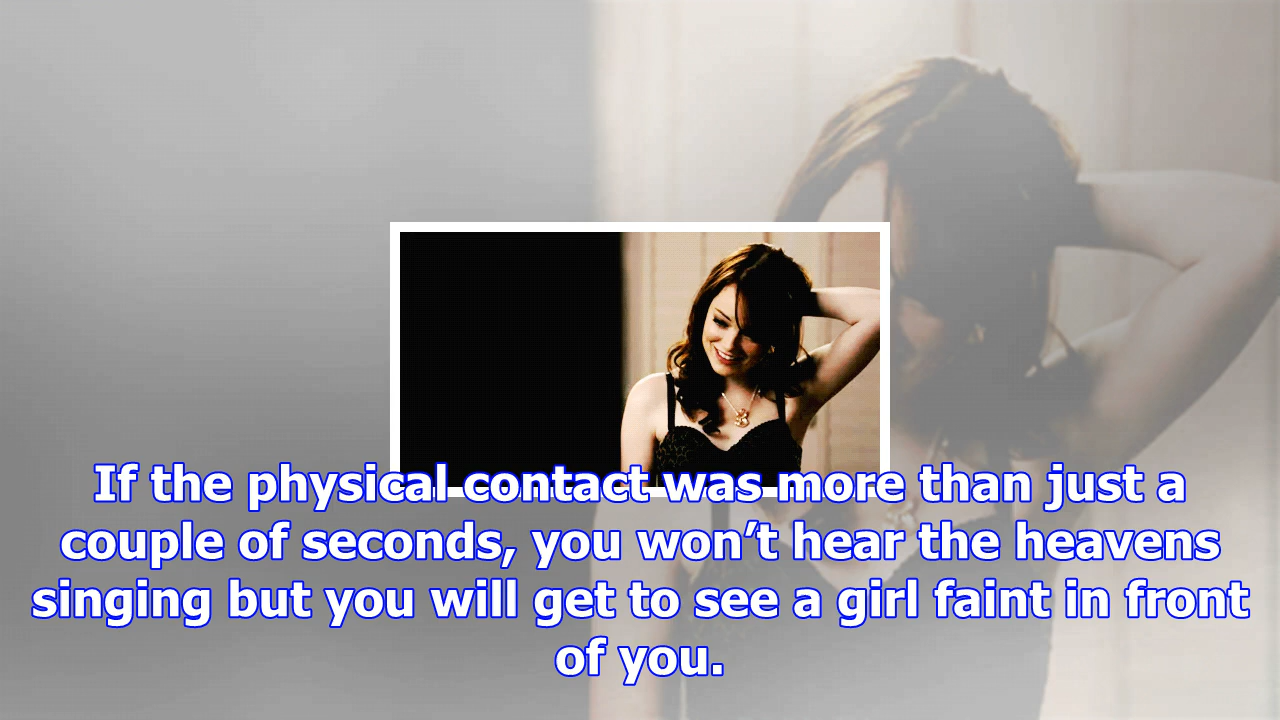 If the physical contact was more than just a
couple of seconds, you won’t hear the heavens
singing but you will get to see a girl faint in front
of you.